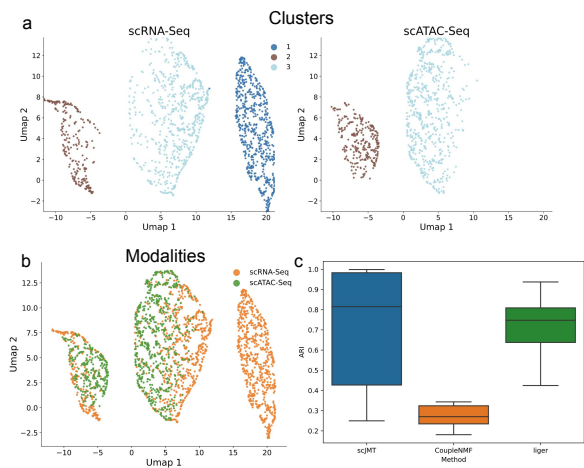 Clusters
a
scRNA-Seq
scATAC-Seq
1
2
3
12
10
8
6
4
2
0
−2
Umap 2
−10 −5 0 5 10 15 20
Umap 1
12
10
8
6
4
2
0
−2
Umap 2
−10 −5 0 5 10 15 20
Umap 1
b
Modalities
scRNA-Seq
scATAC-Seq
12.5
10.0
7.5
5.0
2.5
0.0
−2.5
Umap 2
−10 −5 0 5 10 15 20
Umap 1
c
1.0
0.9
0.8
0.7
0.6
0.5
0.4
0.3
0.2
ARI
scJMT CoupleNMF liger
Method